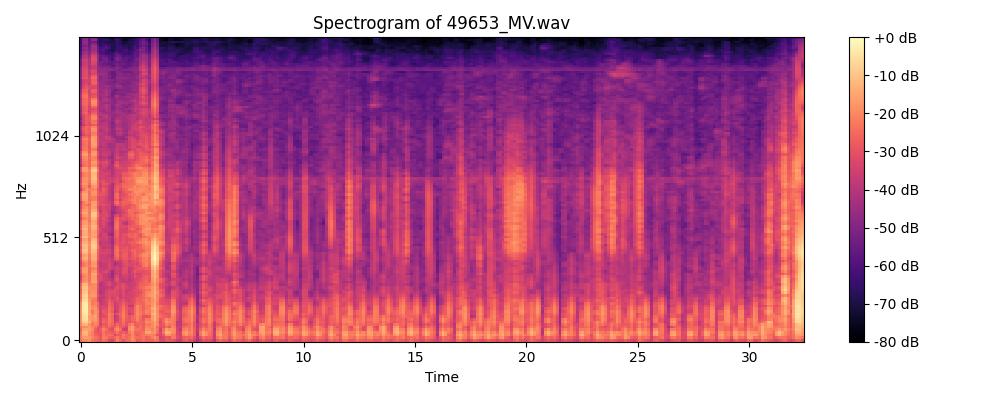 Spectrogram of 49653_MV.wav
Hz
1024
512
0
0
5
10
15
20
25
30
Time
+0 dB
-10 dB
-20 dB
-30 dB
-40 dB
-50 dB
-60 dB
-70 dB
-80 dB